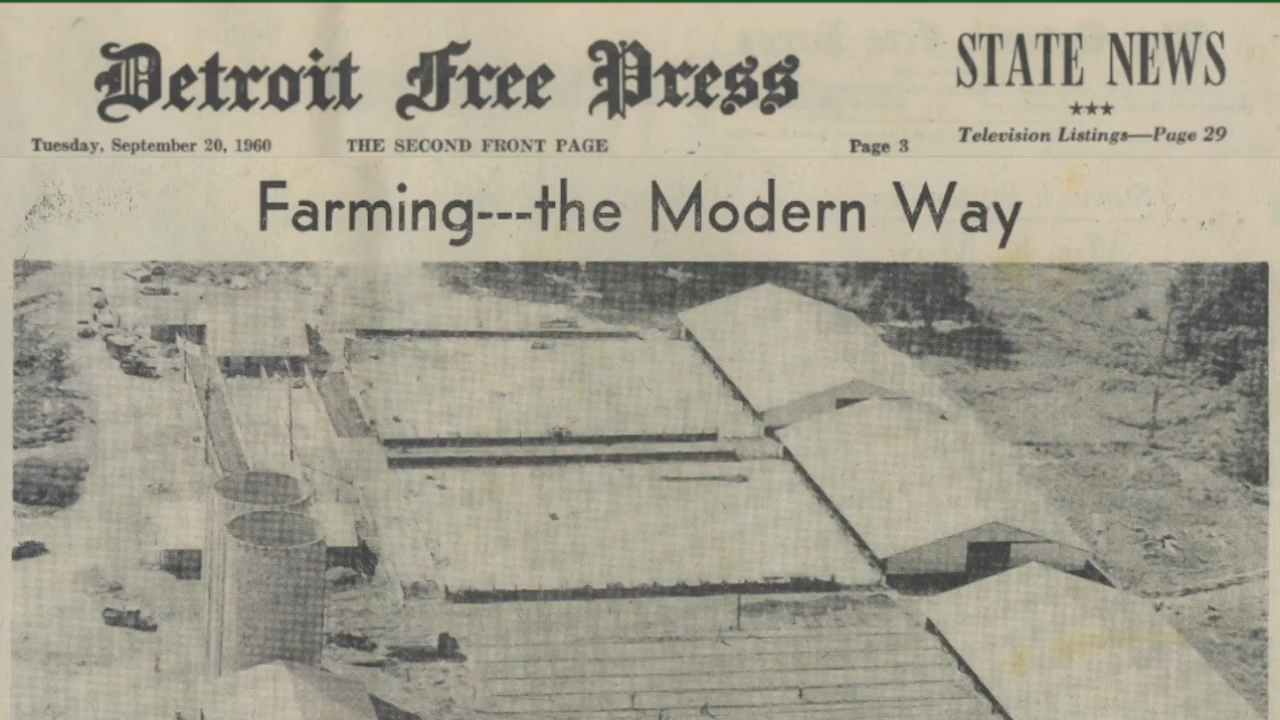 Detroit Free Press
STATE NEWS
★★★
Television Listings—Page 29
Tuesday, September 20, 1960
THE SECOND FRONT PAGE
Page 3
Farming---the Modern Way